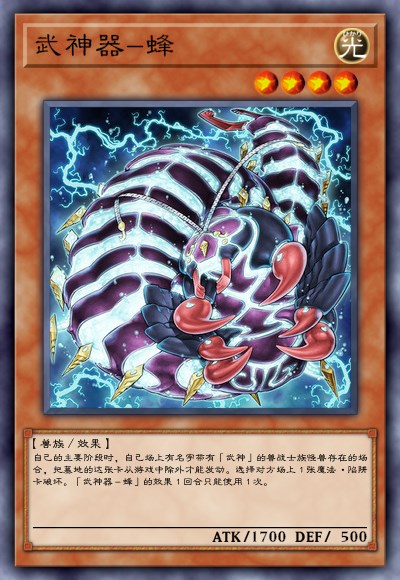 武神器-蜂
光
【兽族／效果】
自己的主要阶段时，自己场上有名字带有「武神」的兽战士族怪兽存在的场
合，把墓地的这张卡从游戏中除外才能发动。选择对方场上1张魔法·陷阱
卡破坏。「武神器-蜂」的效果1回合只能使用1次。
ATK/1700 DEF/ 500